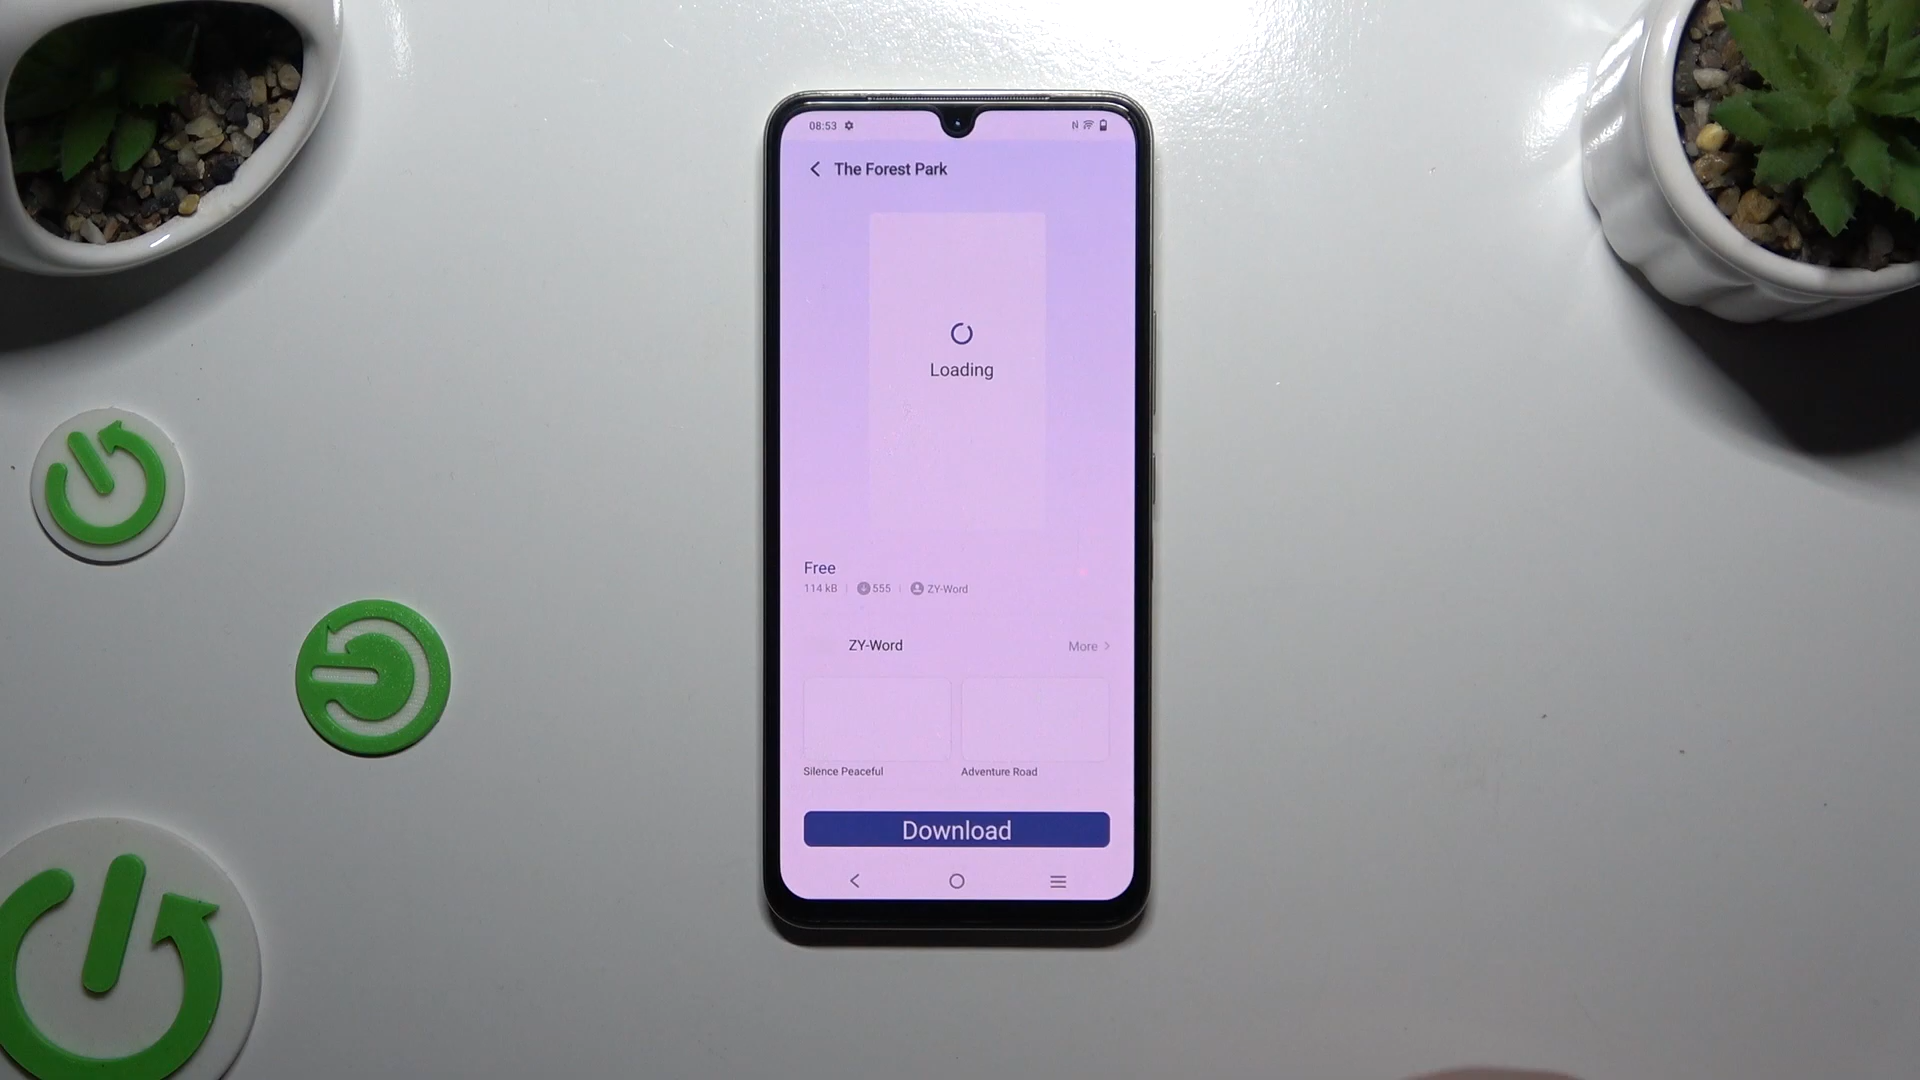 08:53
The Forest Park
Loading
Free
114 kB 555 ZY-Word
ZY-Word More
Silence Peaceful Adventure Road
Download